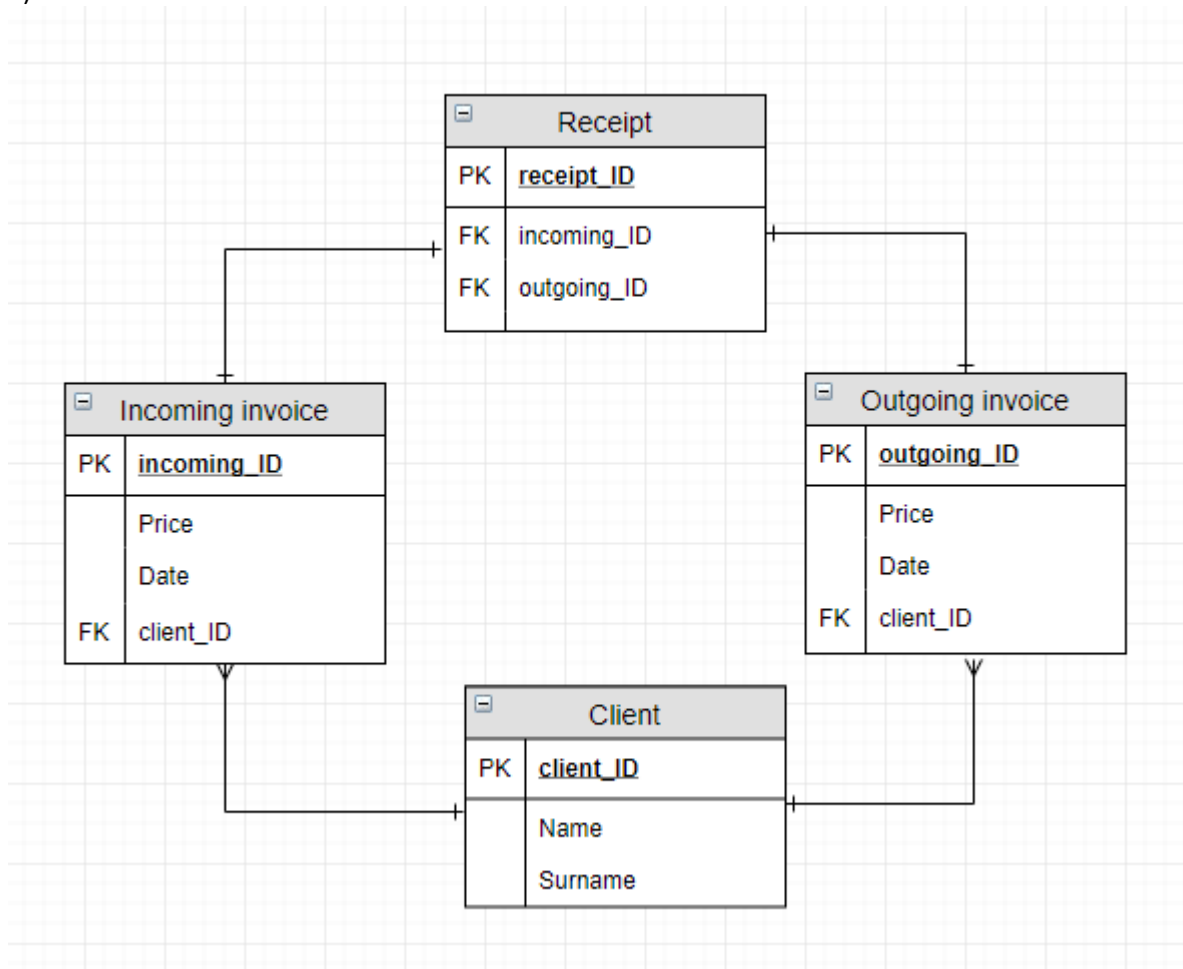 Receipt
PK receipt_ID
FK incoming_ID
FK outgoing_ID
Incoming invoice
PK incoming_ID
Price
Date
FK client_ID
Outgoing invoice
PK outgoing_ID
Price
Date
FK client_ID
Client
PK client_ID
Name
Surname